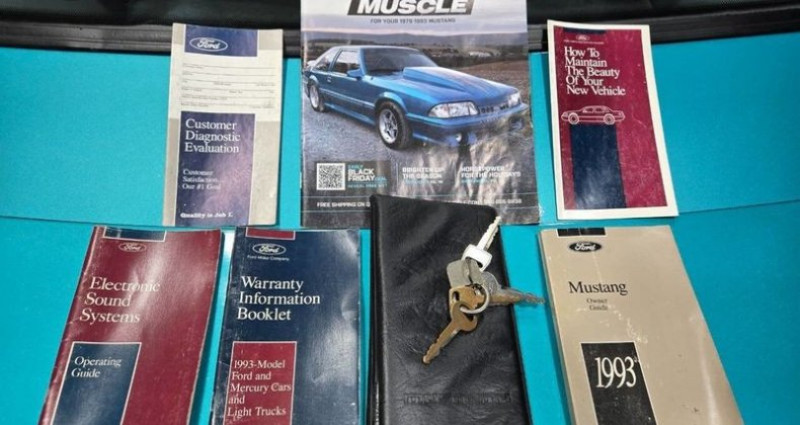 Ford
Customer
Diagnostic
Evaluation
Customer
Satisfaction...
Our #1 Goal
Quality is Job 1.
MUSCLE
FOR YOUR 1979-1993 MUSTANG
BLACK
FRIDAY
BRIGHTEN UP
THE SEASON
HORSEPOWER
FOR THE HOLIDAYS
FREE SHIPPING
How To
Maintain
The Beauty
Of Your
New Vehicle
Ford
Electronic
Sound
Systems
Operating
Guide
Ford
Ford Motor Company
Warranty
Information
Booklet
1993-Model
Ford and
Mercury Cars
and
Light Trucks
Ford
Mustang
Owner
Guide
1993